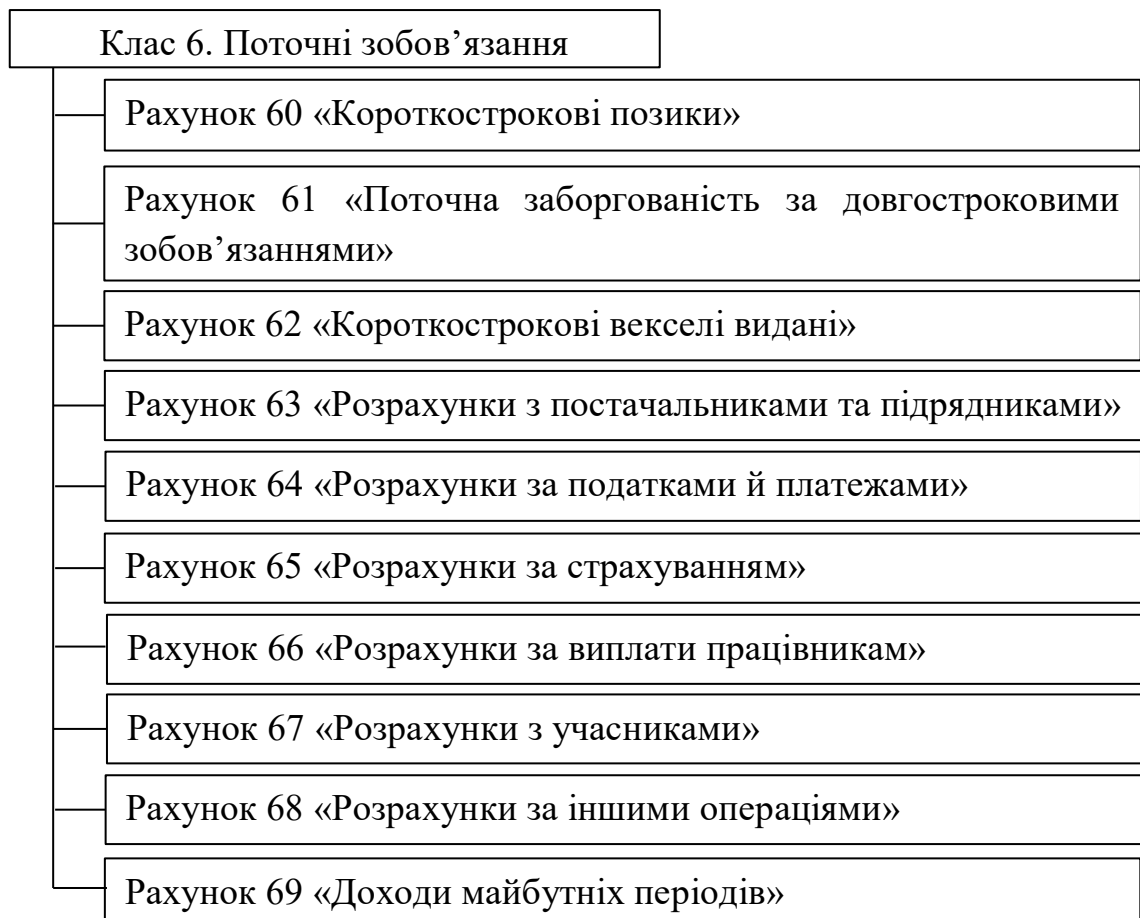 Клас 6. Поточні зобов’язання
Рахунок 60 «Короткострокові позики»
Рахунок 61 «Поточна заборгованість за довгостроковими
зобов’язаннями»
Рахунок 62 «Короткострокові векселі видані»
Рахунок 63 «Розрахунки з постачальниками та підрядниками»
Рахунок 64 «Розрахунки за податками й платежами»
Рахунок 65 «Розрахунки за страхуванням»
Рахунок 66 «Розрахунки за виплати працівникам»
Рахунок 67 «Розрахунки з учасниками»
Рахунок 68 «Розрахунки за іншими операціями»
Рахунок 69 «Доходи майбутніх періодів»